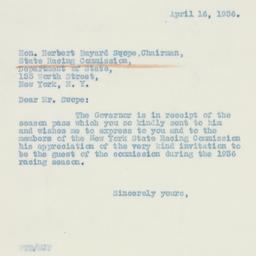 April 16, 1936.
Hon. Herbert Bayard Swope, Chairman,
State Racing Commission,
Department of State,
155 Worth Street,
New York, N. Y.
Dear Mr. Swope:
The Governor is in receipt of the
season pass which you so kindly sent to him
and wishes me to express to you and to the
members of the New York State Racing Commission
his appreciation of the very kind invitation to
be the guest of the commission during the 1936
racing season.
Sincerely yours,